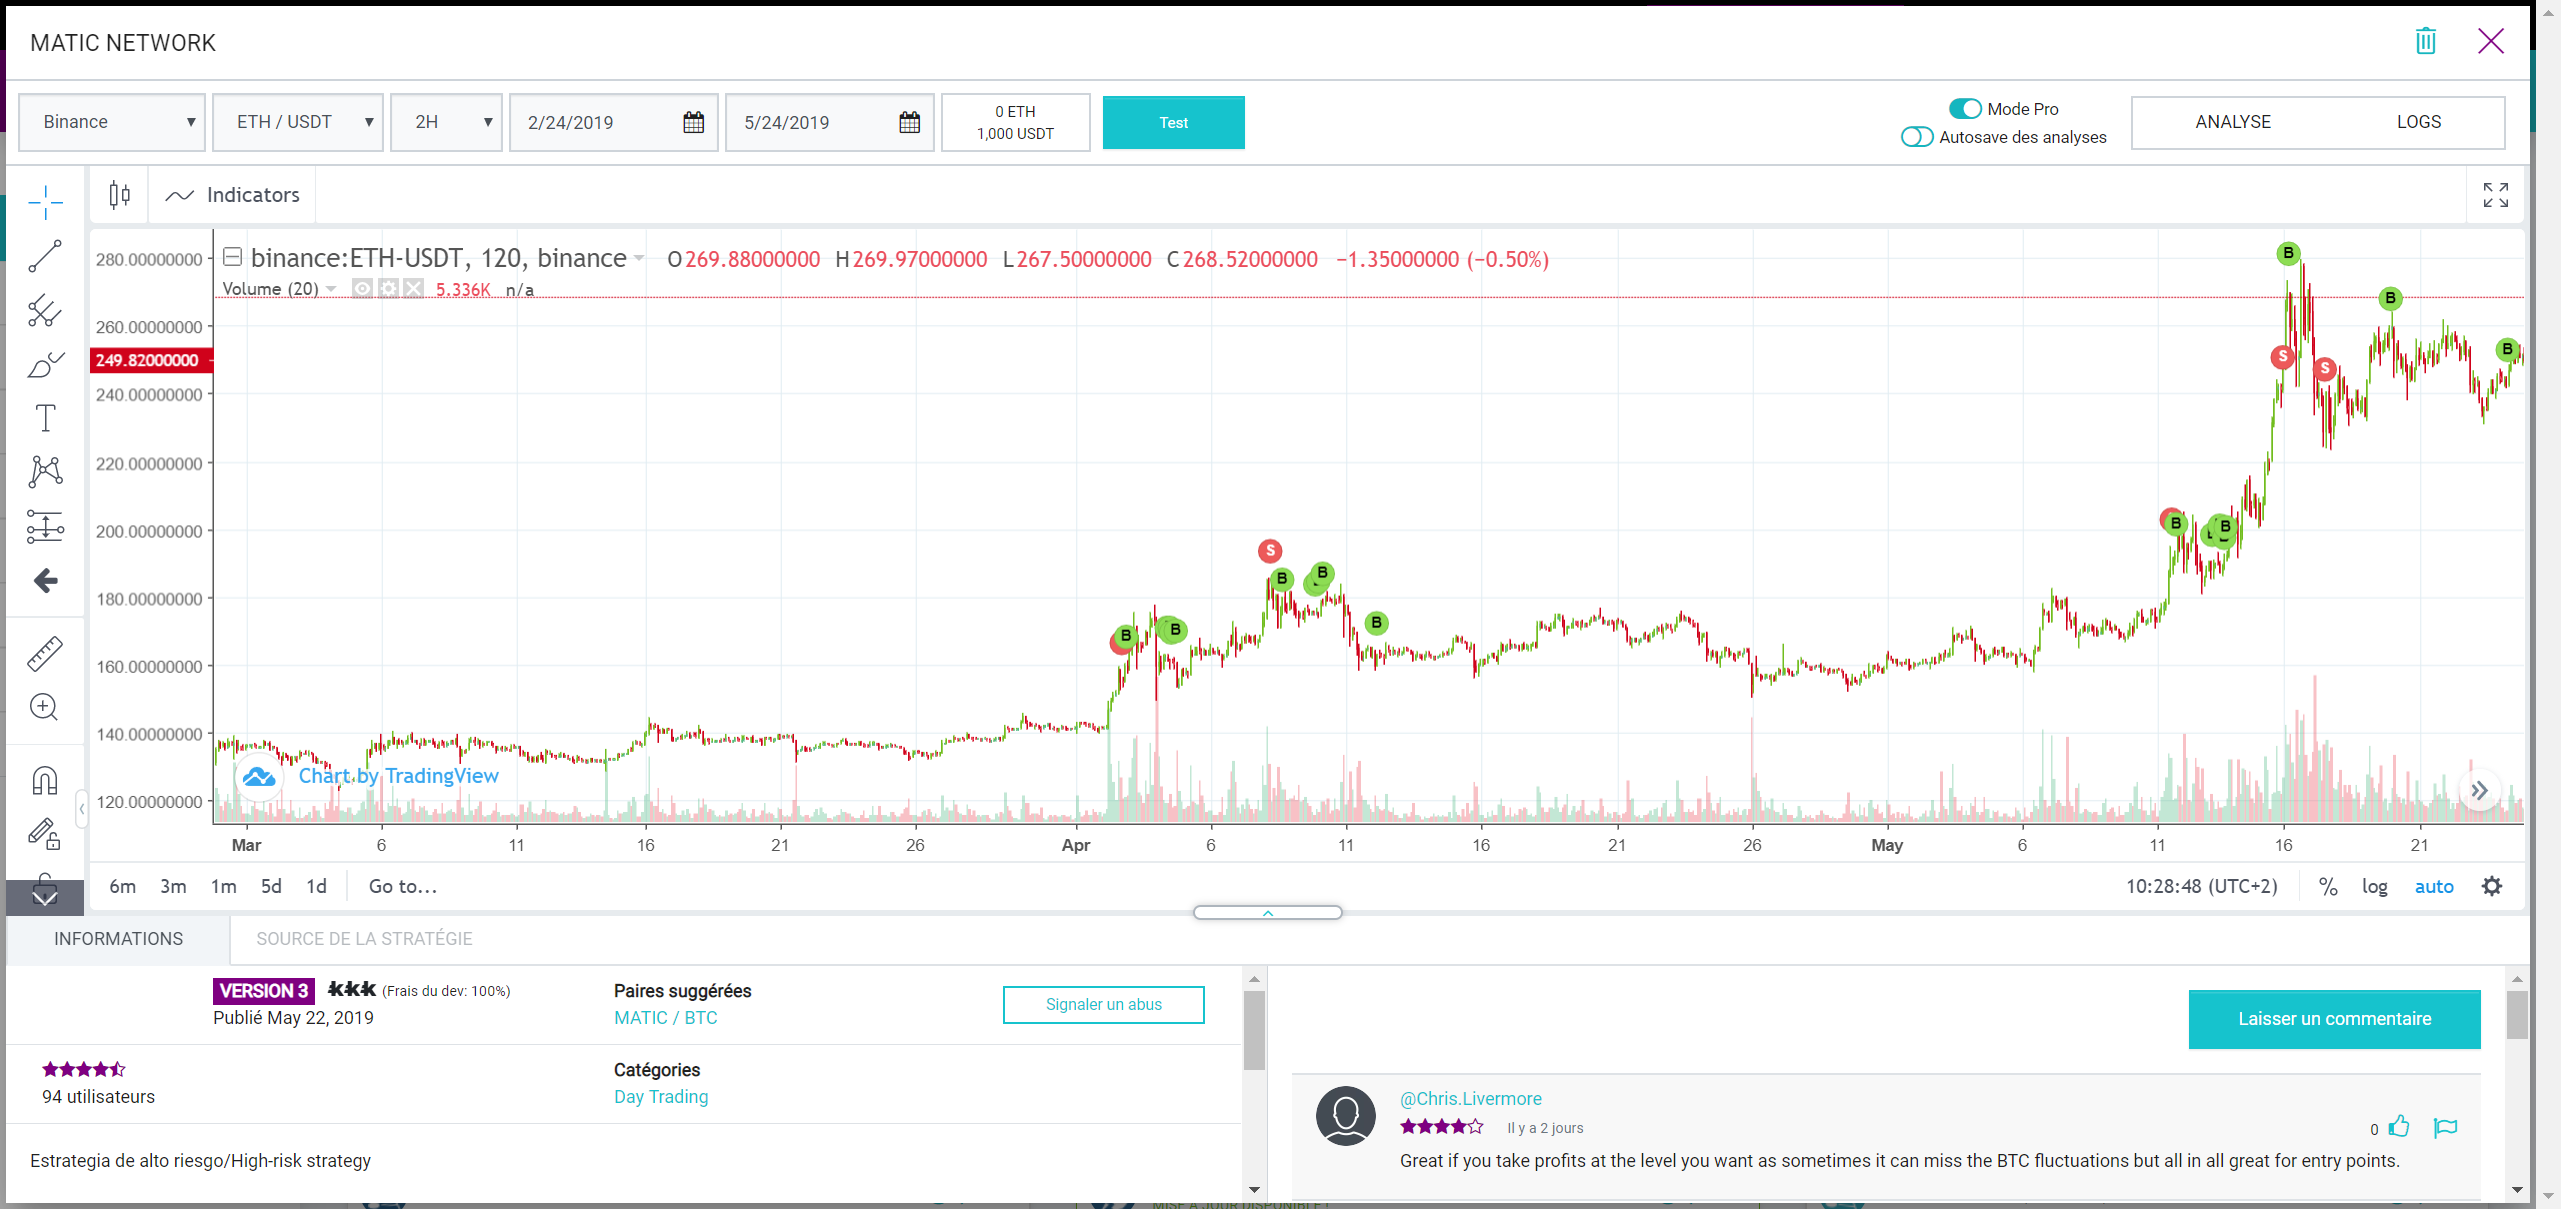 MATIC NETWORK
Binance
ETH / USDT
2H
2/24/2019
5/24/2019
0 ETH
1,000 USDT
Test
Mode Pro
Autosave des analyses
ANALYSE
LOGS
Indicators
binance:ETH-USDT, 120, binance O269.88000000 H269.97000000 L267.50000000 C268.52000000 −1.35000000 (−0.50%)
Volume (20) 5.336K n/a
280.00000000
260.00000000
249.82000000
240.00000000
220.00000000
200.00000000
180.00000000
160.00000000
140.00000000
120.00000000
B
B
S
S
B
B
B
S
B
B
B
B
B
Chart by TradingView
Mar 6 11 16 21 26 Apr 6 11 16 21 26 May 6 11 16 21
6m 3m 1m 5d 1d Go to...
10:28:48 (UTC+2) % log auto
INFORMATIONS
SOURCE DE LA STRATÉGIE
VERSION 3 kkk (Frais du dev: 100%)
Publié May 22, 2019
Paires suggérées
MATIC / BTC
Signaler un abus
94 utilisateurs
Catégories
Day Trading
Estrategia de alto riesgo/High-risk strategy
Laisser un commentaire
@Chris.Livermore
Il y a 2 jours
0
Great if you take profits at the level you want as sometimes it can miss the BTC fluctuations but all in all great for entry points.
MISE À JOUR DISPONIBLE !